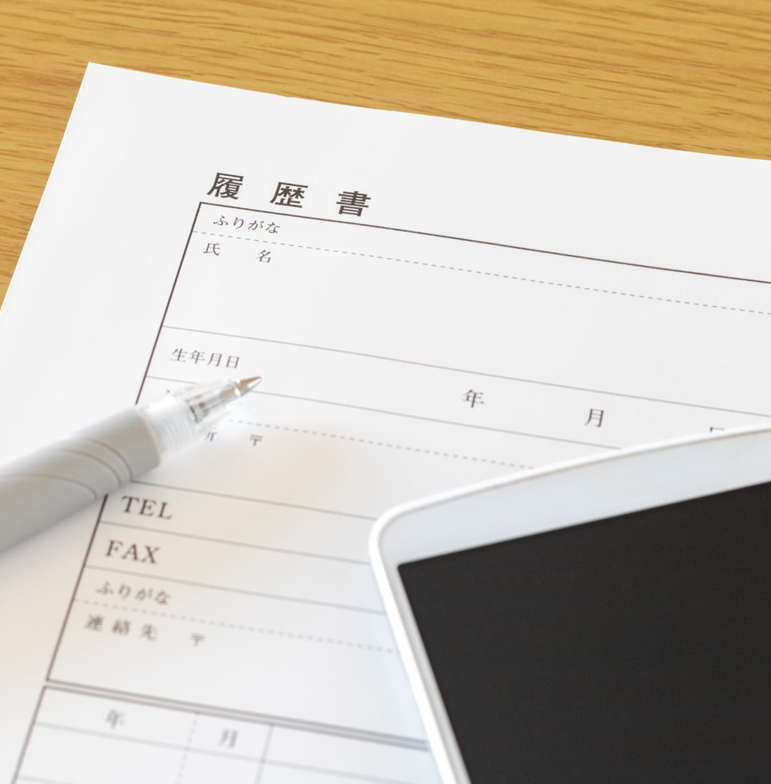 履歴書
ふりがな
氏 名
生年月日 年 月
〒
TEL
FAX
ふりがな
連絡先 〒
年 月